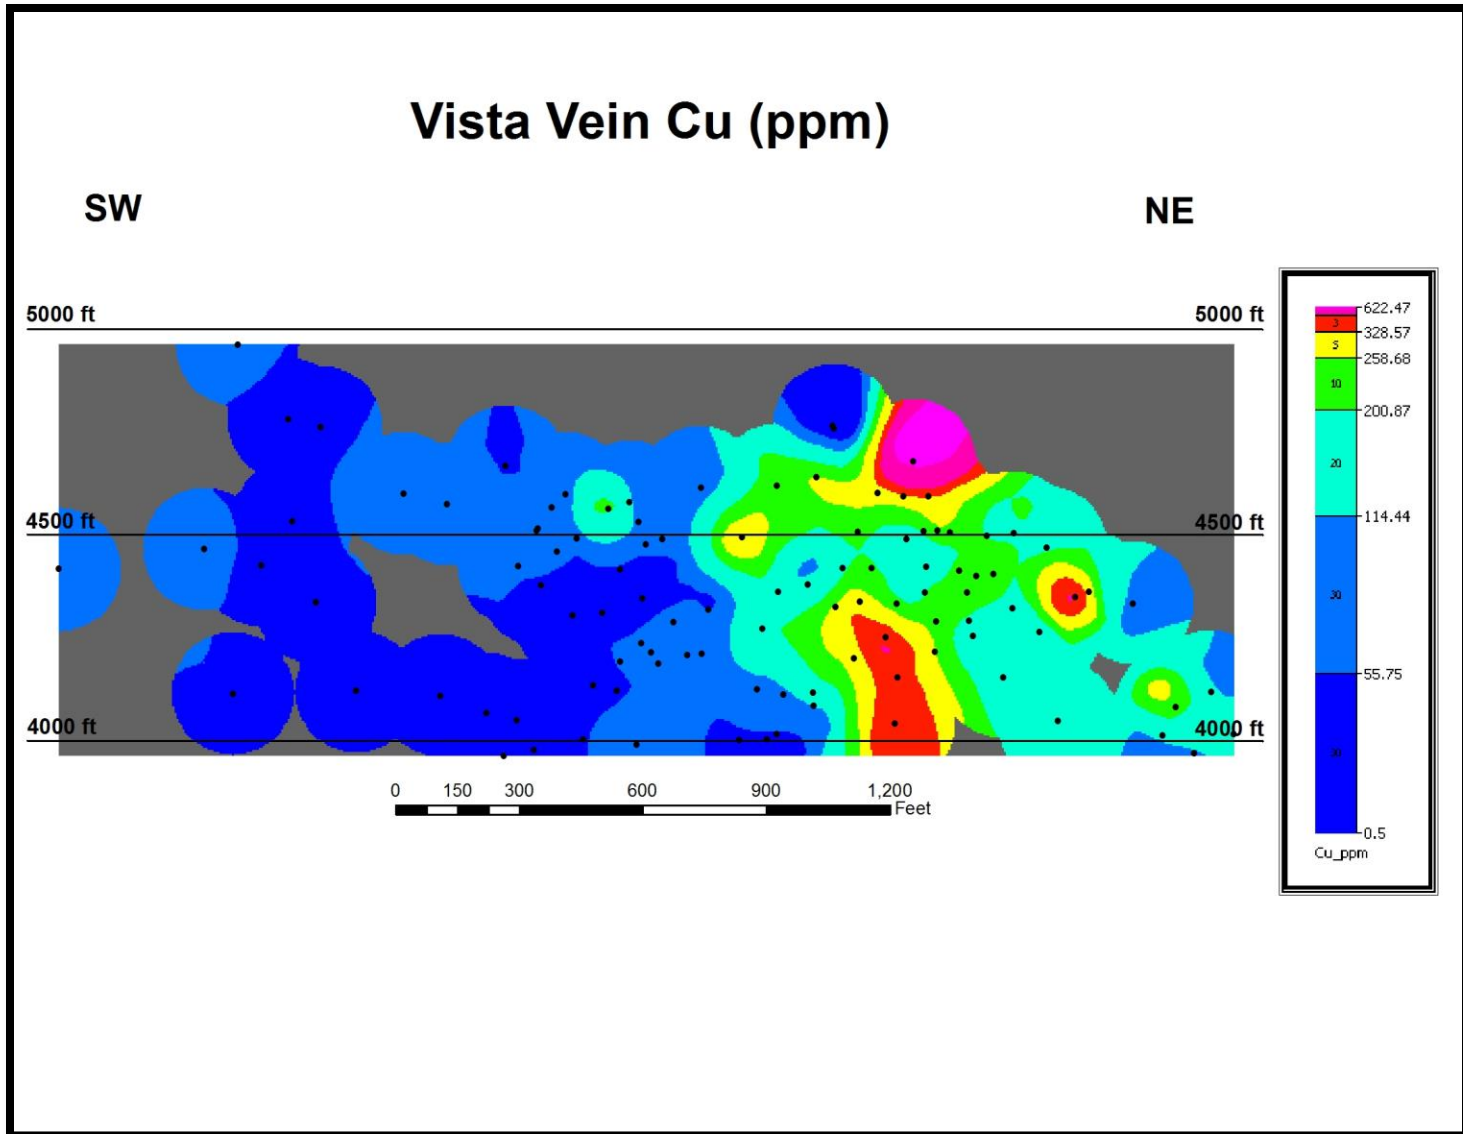 Vista Vein Cu (ppm)
SW
NE
5000 ft
5000 ft
622.47
3
328.57
5
258.68
10
200.87
20
4500 ft
4500 ft
114.44
30
55.75
4000 ft
4000 ft
0 150 300 600 900 1,200
Feet
0.5
Cu_ppm